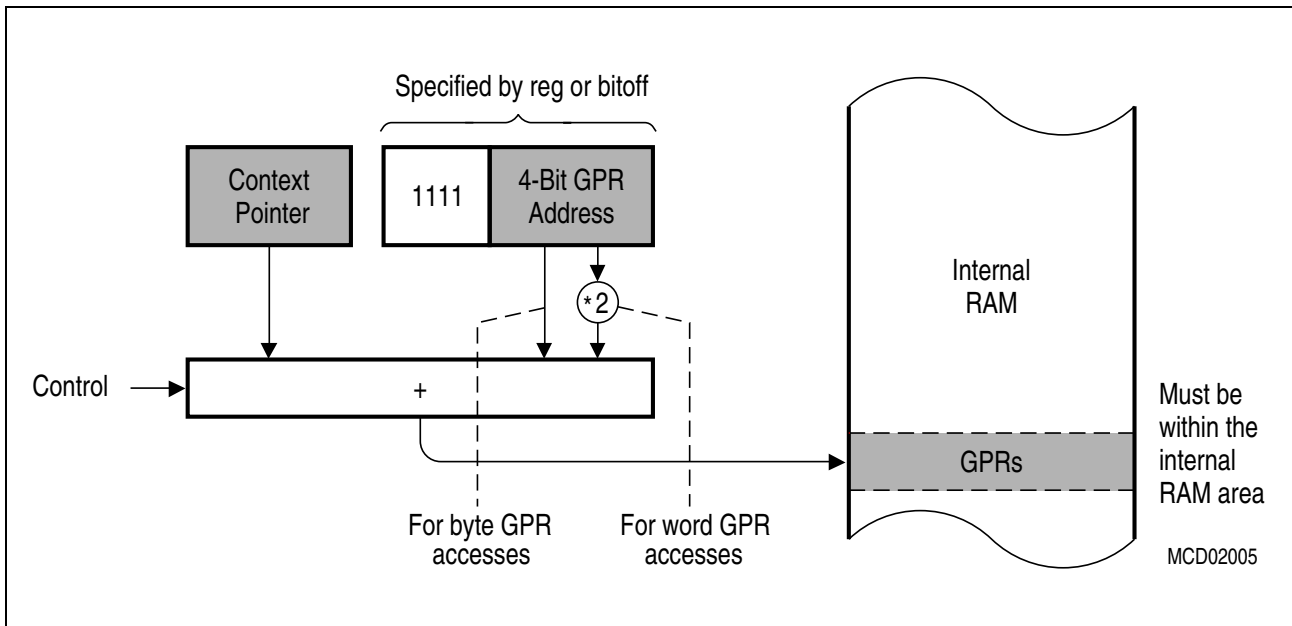 Specified by reg or bitoff
Context
Pointer
1111
4-Bit GPR
Address
*2
Internal
RAM
Control
+
Must be
within the
internal
RAM area
GPRs
For byte GPR
accesses
For word GPR
accesses
MCD02005